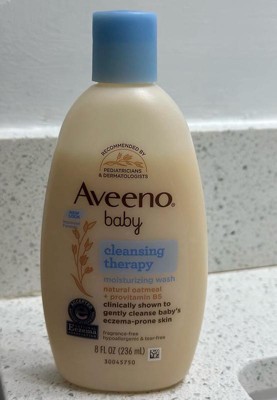 RECOMMENDED BY
PEDIATRICIANS
& DERMATOLOGISTS
Aveeno®
baby
cleansing
therapy
moisturizing wash
natural oatmeal
+ provitamin B5
clinically shown to
gently cleanse baby's
eczema-prone skin
Fragrance-free
hypoallergenic & tear-free
8 FL OZ (236 mL)
30045750
Eczema